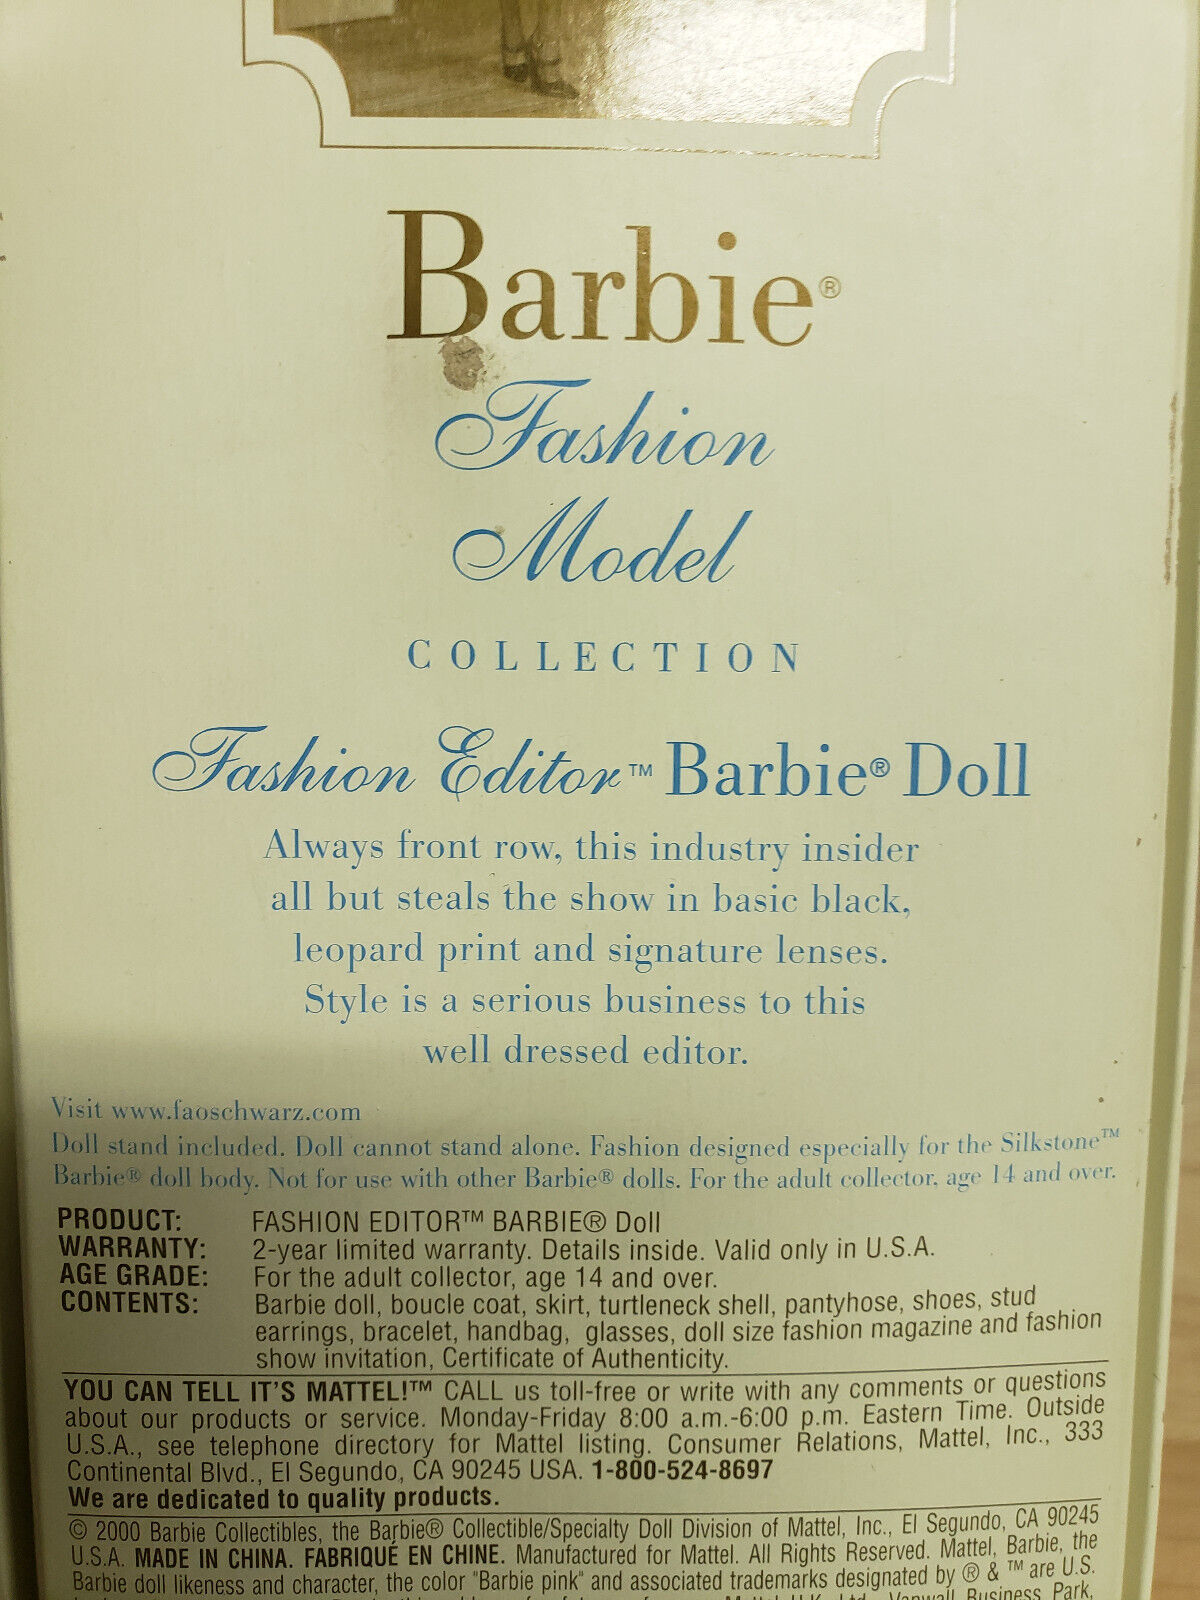 Barbie®
Fashion
Model
COLLECTION
Fashion Editor™ Barbie® Doll
Always front row, this industry insider
all but steals the show in basic black,
leopard print and signature lenses.
Style is a serious business to this
well dressed editor.
Visit www.faoschwarz.com
Doll stand included. Doll cannot stand alone. Fashion designed especially for the Silkstone™
Barbie® doll body. Not for use with other Barbie® dolls. For the adult collector, age 14 and over.
PRODUCT: FASHION EDITOR™ BARBIE® Doll
WARRANTY: 2-year limited warranty. Details inside. Valid only in U.S.A.
AGE GRADE: For the adult collector, age 14 and over.
CONTENTS: Barbie doll, boucle coat, skirt, turtleneck shell, pantyhose, shoes, stud
earrings, bracelet, handbag, glasses, doll size fashion magazine and fashion
show invitation, Certificate of Authenticity.
YOU CAN TELL IT'S MATTEL!™ CALL us toll-free or write with any comments or questions
about our products or service. Monday-Friday 8:00 a.m.-6:00 p.m. Eastern Time. Outside
U.S.A., see telephone directory for Mattel listing. Consumer Relations, Mattel, Inc., 333
Continental Blvd., El Segundo, CA 90245 USA. 1-800-524-8697
We are dedicated to quality products.
© 2000 Barbie Collectibles, the Barbie® Collectible/Specialty Doll Division of Mattel, Inc., El Segundo, CA 90245
U.S.A. MADE IN CHINA. FABRIQUÉ EN CHINE. Manufactured for Mattel. All Rights Reserved. Mattel, Barbie, the
Barbie doll likeness and character, the color "Barbie pink" and associated trademarks designated by ® & ™ are U.S.
Mattel U.K. Ltd., Vanwall Business Park,